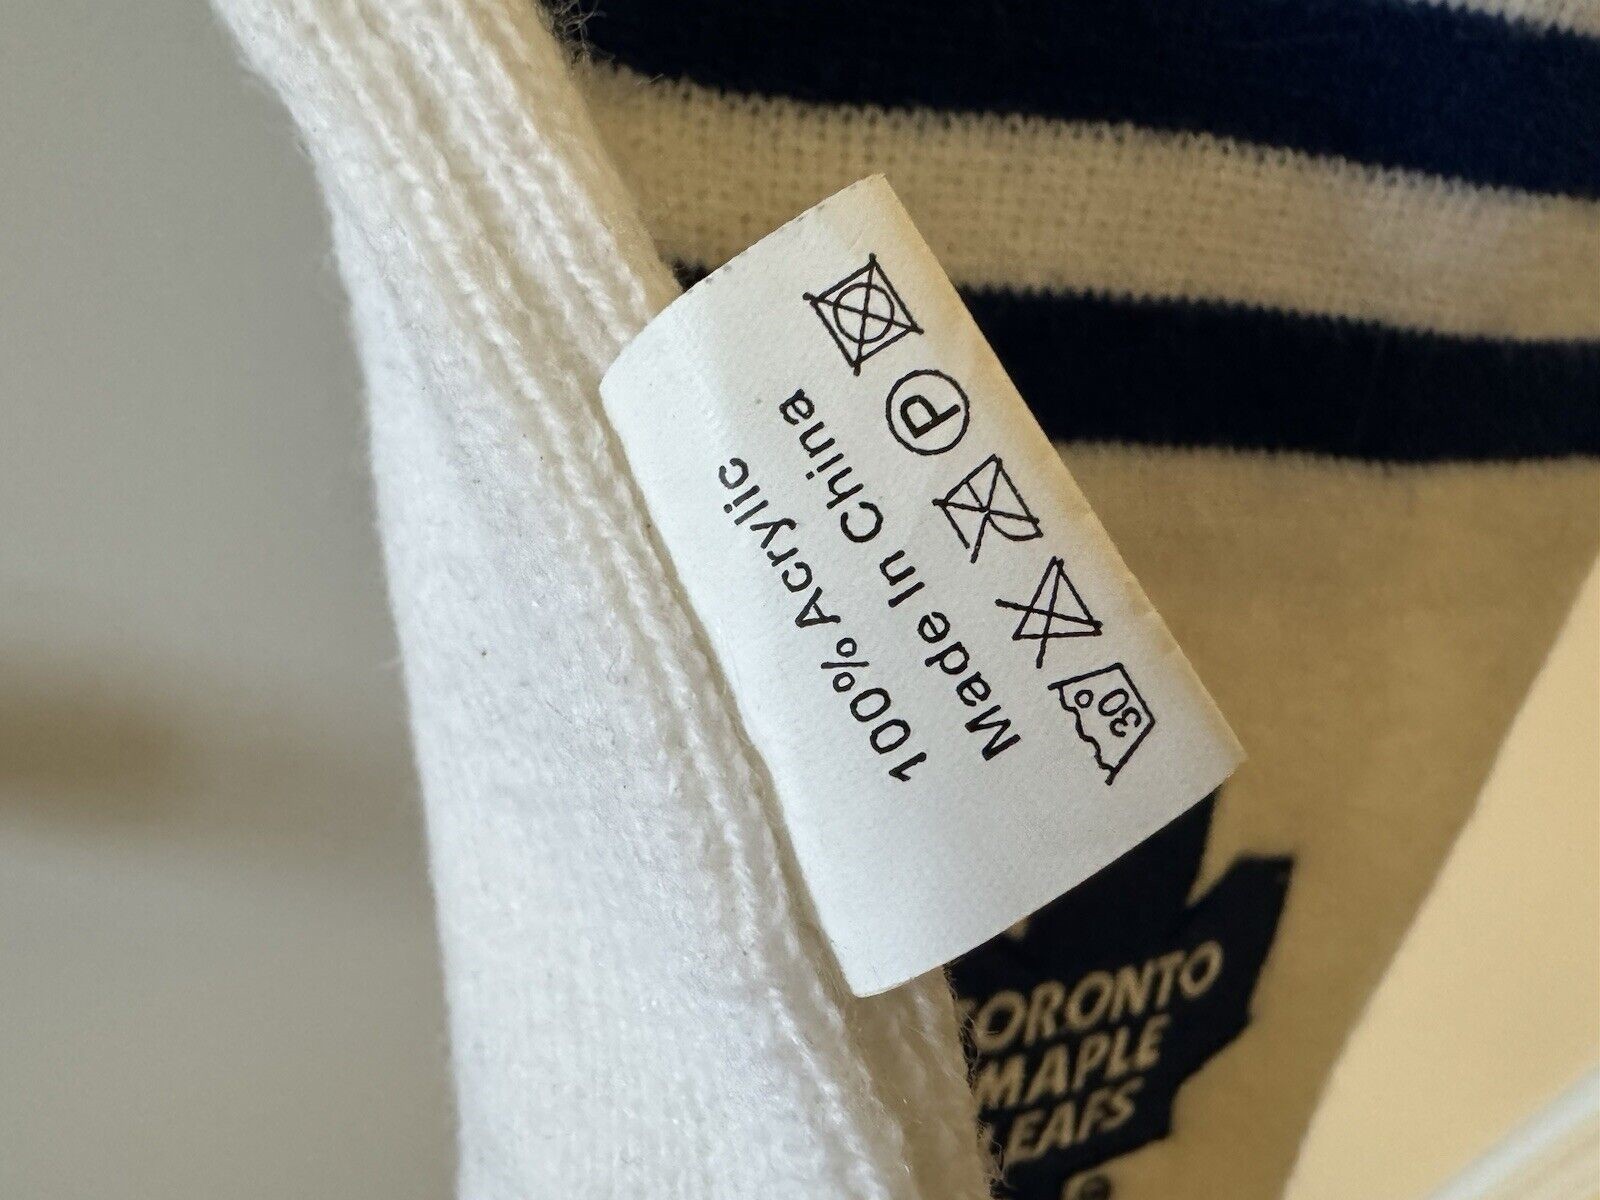 100% Acrylic
Made In China
P
30°
TORONTO
MAPLE
LEAFS